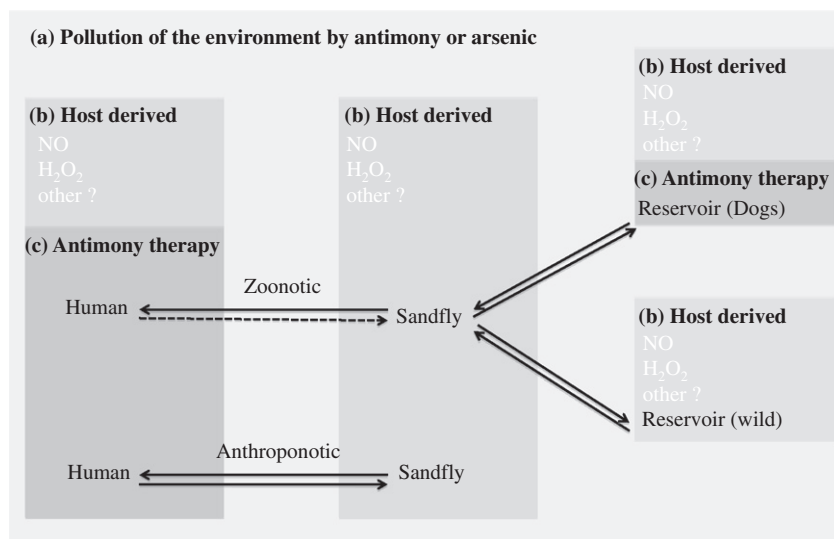 (a) Pollution of the environment by antimony or arsenic
(b) Host derived
NO
H₂O₂
other ?
(c) Antimony therapy
Human
Zoonotic
Human
Anthroponotic
(b) Host derived
NO
H₂O₂
other ?
Sandfly
Sandfly
(b) Host derived
NO
H₂O₂
other ?
(c) Antimony therapy
Reservoir (Dogs)
(b) Host derived
NO
H₂O₂
other ?
Reservoir (wild)